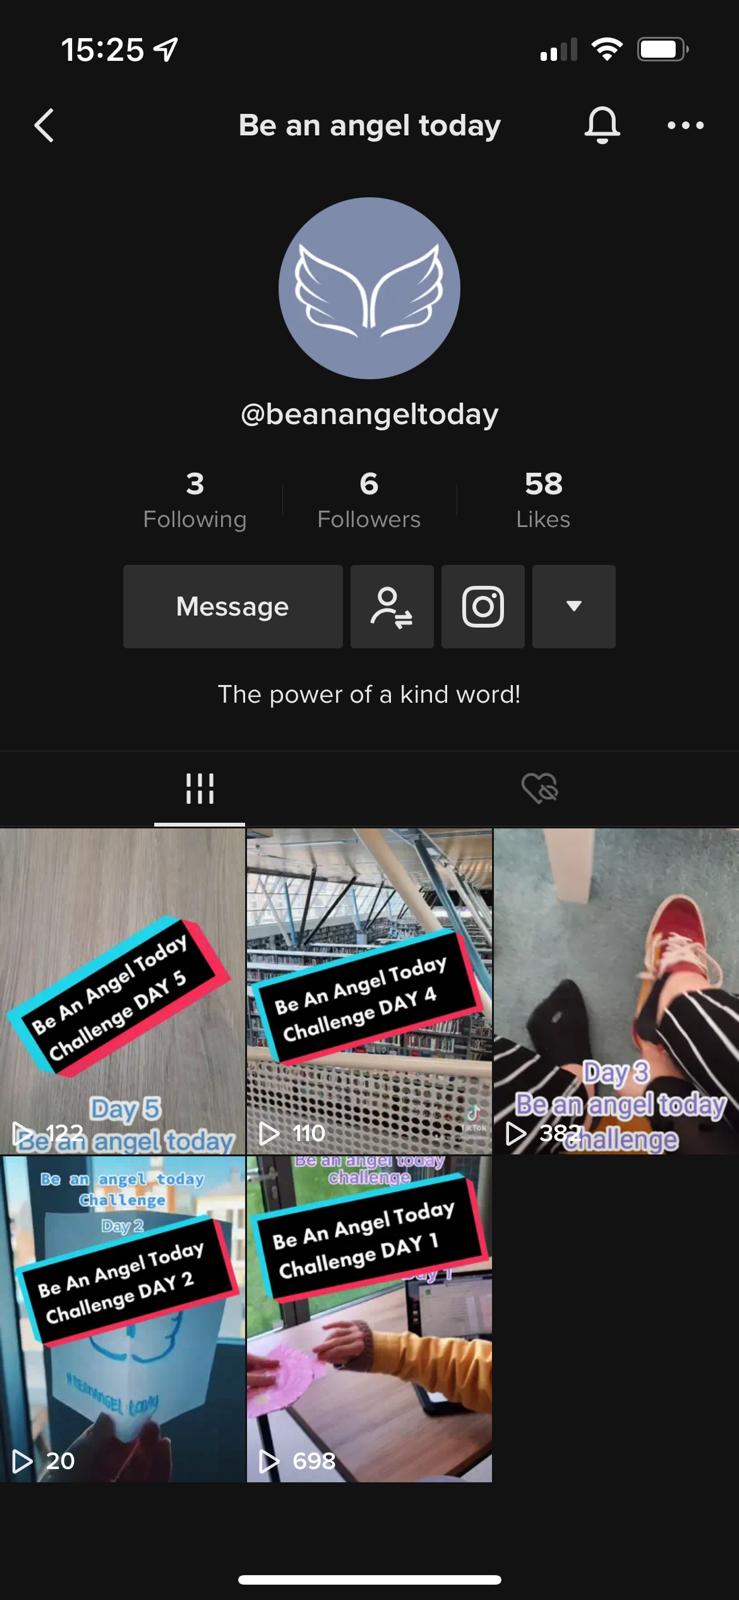 15:25
Be an angel today
@beanangeltoday
3
Following
6
Followers
58
Likes
Message
The power of a kind word!
Be An Angel Today
Challenge DAY 5
Day 5
122
Be an angel today
Be An Angel Today
Challenge DAY 4
TikTok
110
Day 3
Be an angel today
challenge
Be an angel today
Challenge
Day 2
Be An Angel Today
Challenge DAY 2
#BEANANGEL today
20
Be an angel today
challenge
Be An Angel Today
Challenge DAY 1
Day 1
698